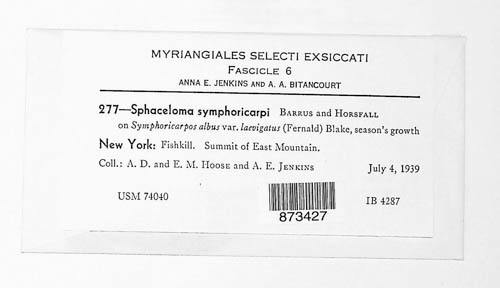 MYRIANGIALES SELECTI EXSICCATI
FASCICLE 6
ANNA E. JENKINS AND A. A. BITANCOURT
277—Sphaceloma symphoricarpi BARRUS and HORSFALL
on Symphoricarpos albus var. laevigatus (Fernald) Blake, season's growth
New York: Fishkill. Summit of East Mountain.
Coll.: A. D. and E. M. HOOSE and A. E. JENKINS July 4, 1939
USM 74040 IB 4287
873427